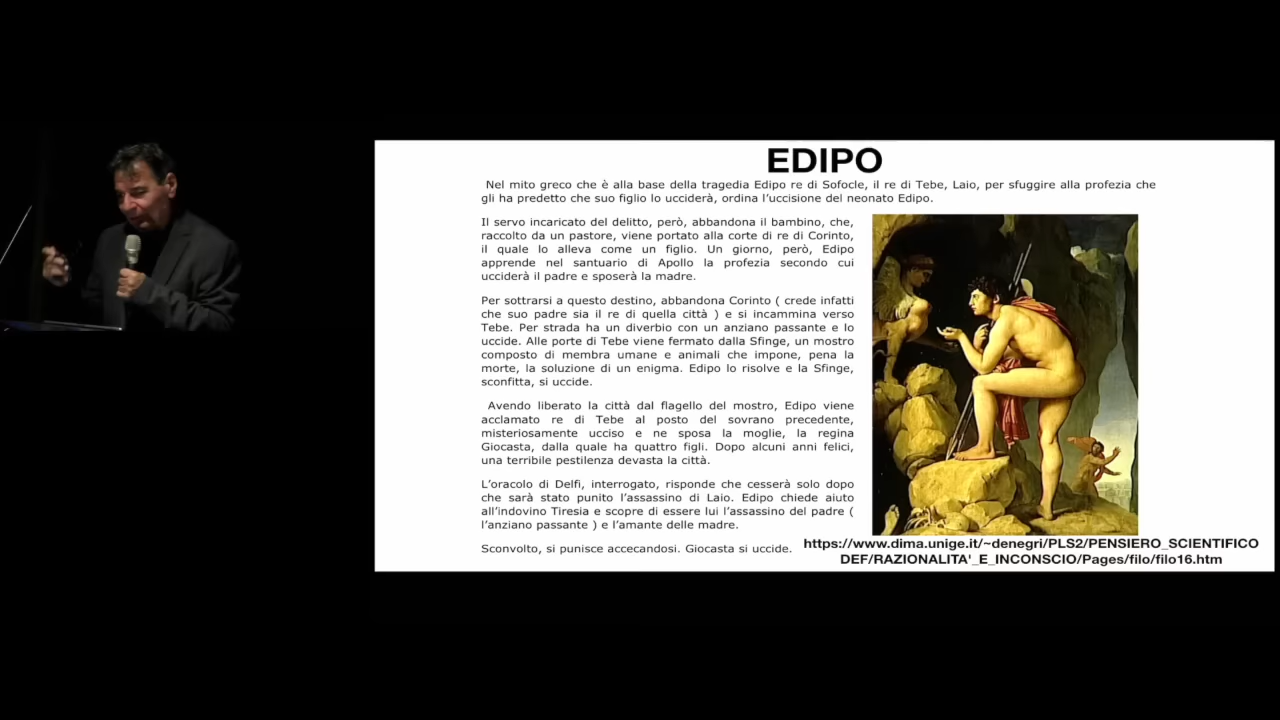 EDIPO
Nel mito greco che è alla base della tragedia Edipo re di Sofocle, il re di Tebe, Laio, per sfuggire alla profezia che
gli ha predetto che suo figlio lo ucciderà, ordina l'uccisione del neonato Edipo.
Il servo incaricato del delitto, però, abbandona il bambino, che,
raccolto da un pastore, viene portato alla corte di re di Corinto,
il quale lo alleva come un figlio. Un giorno, però, Edipo
apprende nel santuario di Apollo la profezia secondo cui
ucciderà il padre e sposerà la madre.
Per sottrarsi a questo destino, abbandona Corinto ( crede infatti
che suo padre sia il re di quella città ) e si incammina verso
Tebe. Per strada ha un diverbio con un anziano passante e lo
uccide. Alle porte di Tebe viene fermato dalla Sfinge, un mostro
composto di membra umane e animali che impone, pena la
morte, la soluzione di un enigma. Edipo lo risolve e la Sfinge,
sconfitta, si uccide.
Avendo liberato la città dal flagello del mostro, Edipo viene
acclamato re di Tebe al posto del sovrano precedente,
misteriosamente ucciso e ne sposa la moglie, la regina
Giocasta, dalla quale ha quattro figli. Dopo alcuni anni felici,
una terribile pestilenza devasta la città.
L'oracolo di Delfi, interrogato, risponde che cesserà solo dopo
che sarà stato punito l'assassino di Laio. Edipo chiede aiuto
all'indovino Tiresia e scopre di essere lui l'assassino del padre (
l'anziano passante ) e l'amante delle madre.
Sconvolto, si punisce accecandosi. Giocasta si uccide.
https://www.dima.unige.it/~denegri/PLS2/PENSIERO_SCIENTIFICO
DEF/RAZIONALITA'_E_INCONSCIO/Pages/filo/filo16.htm